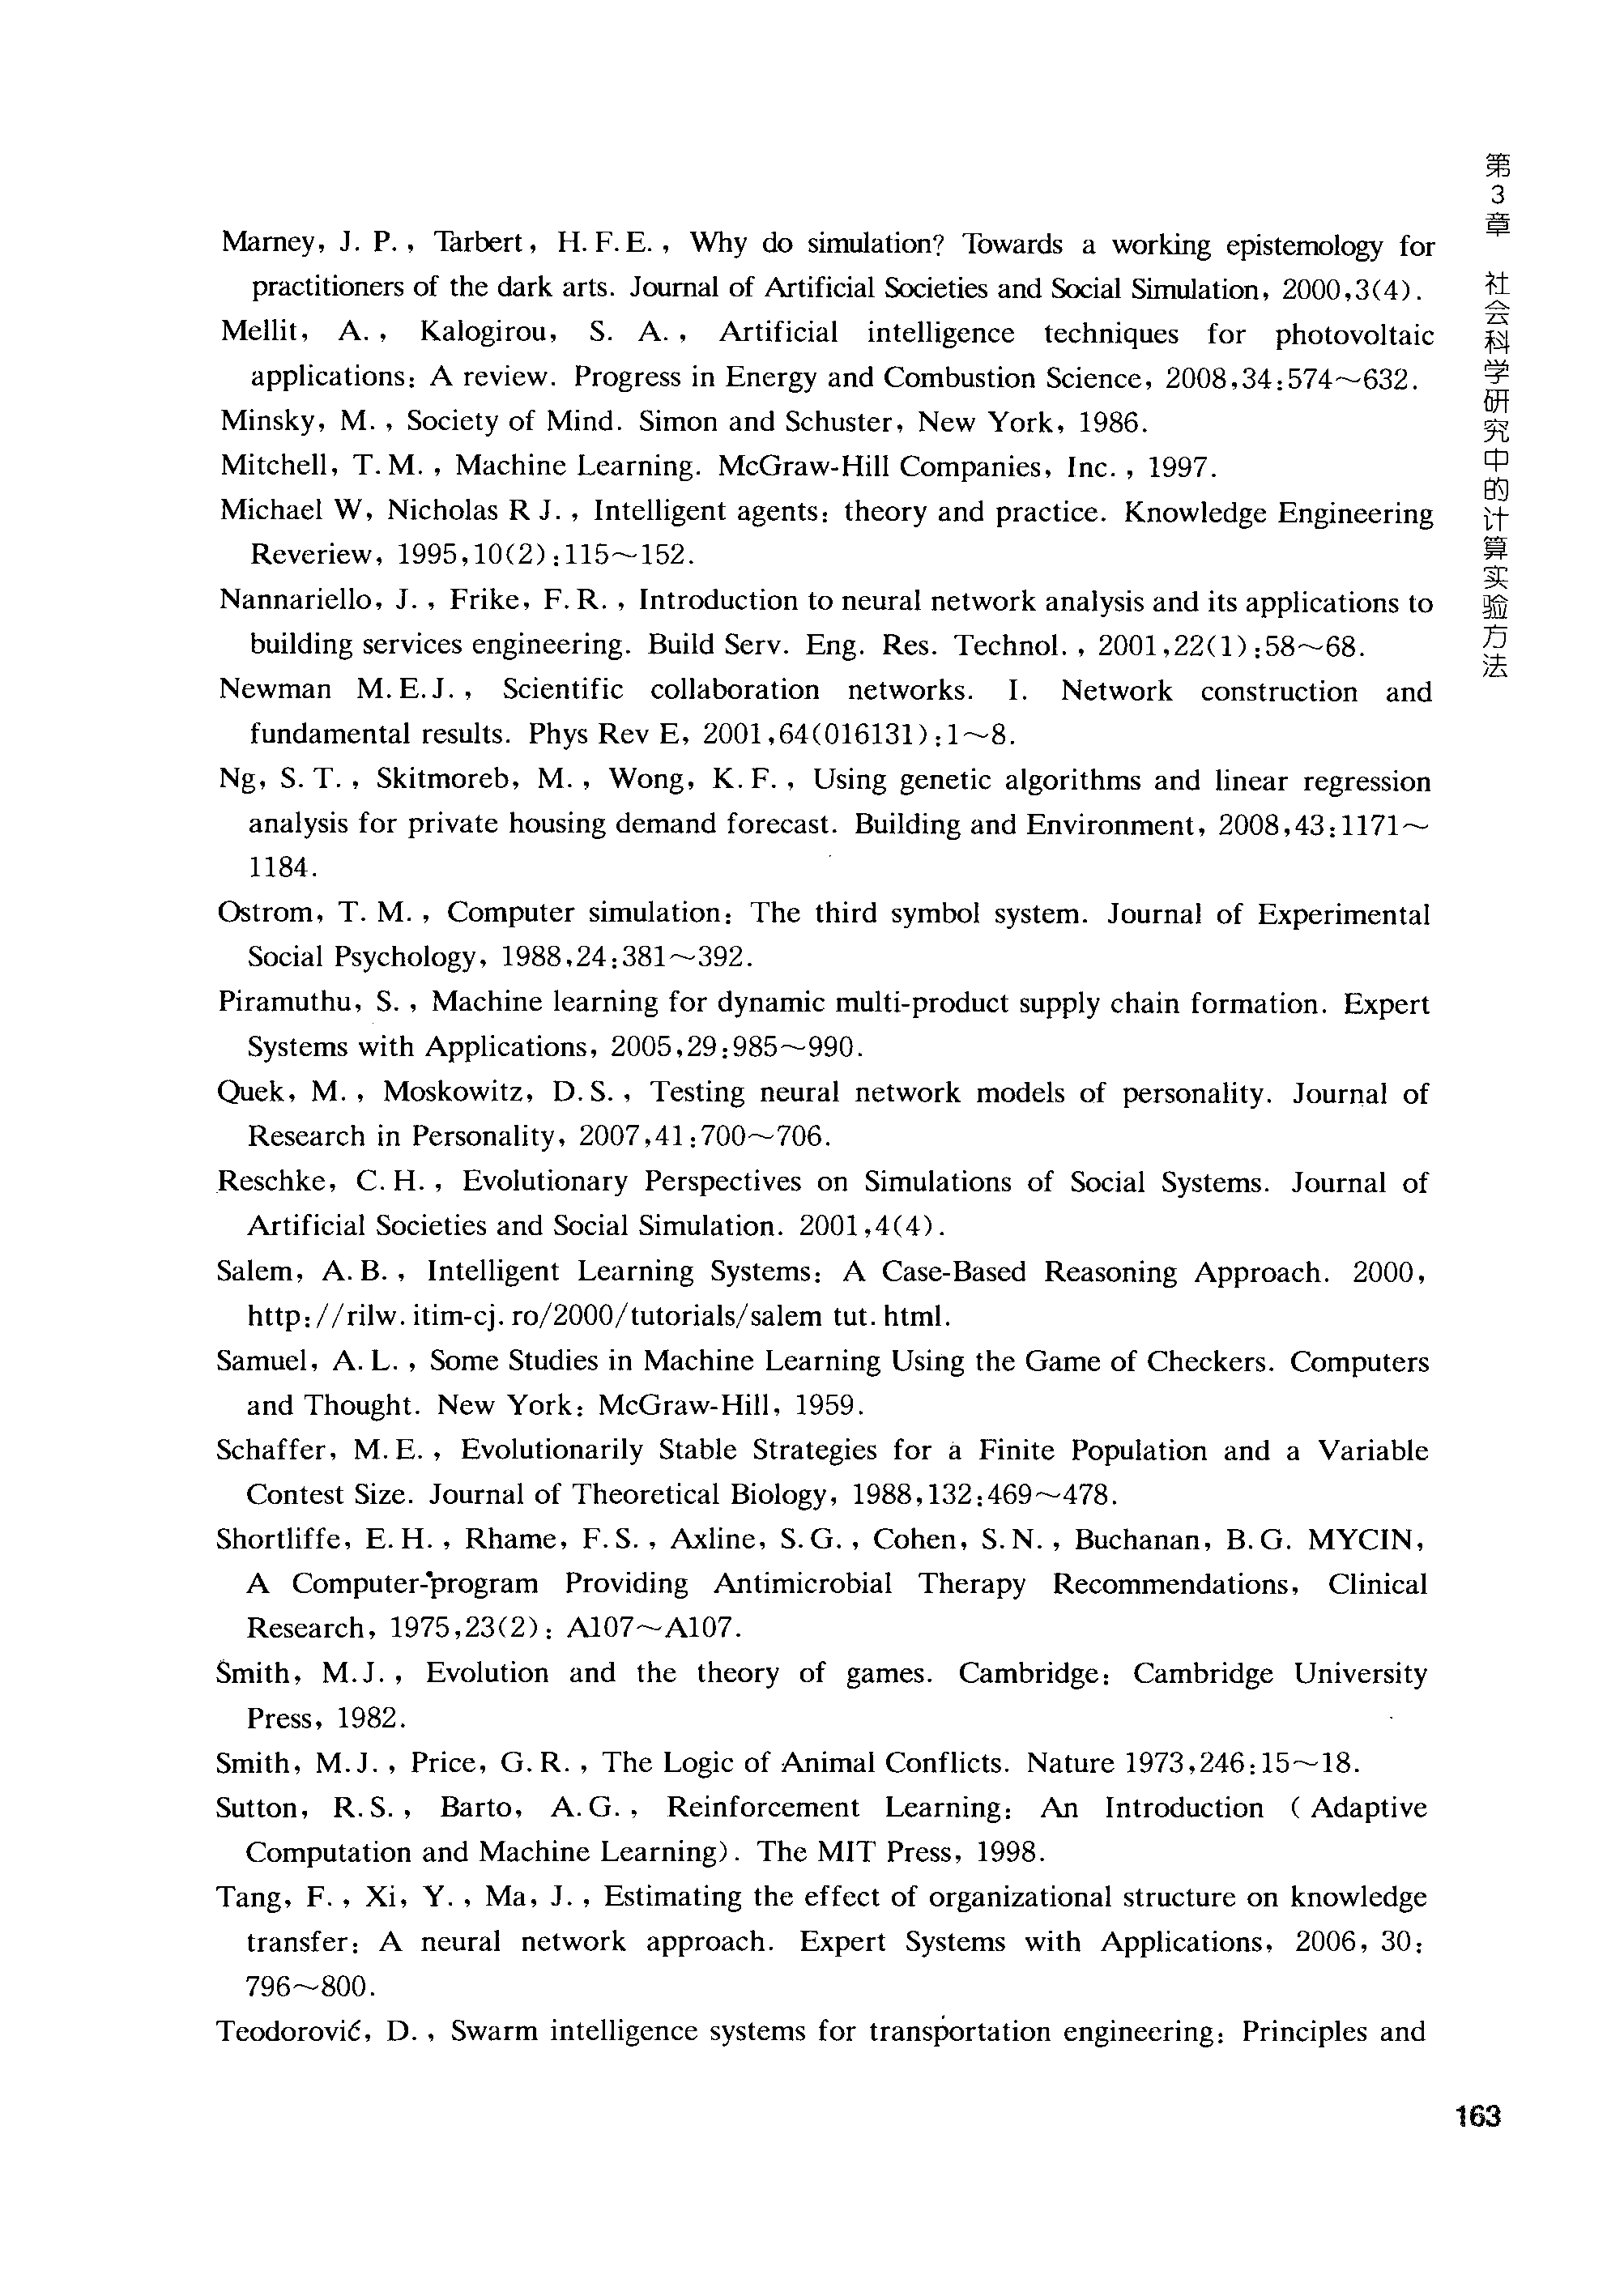 第3章 社会科学研究中的计算实验方法
Marney, J. P., Tarbert, H. F. E., Why do simulation? Towards a working epistemology for
practitioners of the dark arts. Journal of Artificial Societies and Social Simulation, 2000,3(4).
Mellit, A., Kalogirou, S. A., Artificial intelligence techniques for photovoltaic
applications: A review. Progress in Energy and Combustion Science, 2008,34:574～632.
Minsky, M., Society of Mind. Simon and Schuster, New York, 1986.
Mitchell, T. M., Machine Learning. McGraw-Hill Companies, Inc., 1997.
Michael W, Nicholas R J., Intelligent agents: theory and practice. Knowledge Engineering
Reveriew, 1995,10(2):115～152.
Nannariello, J., Frike, F. R., Introduction to neural network analysis and its applications to
building services engineering. Build Serv. Eng. Res. Technol., 2001,22(1):58～68.
Newman M. E. J., Scientific collaboration networks. I. Network construction and
fundamental results. Phys Rev E, 2001,64(016131):1～8.
Ng, S. T., Skitmoreb, M., Wong, K. F., Using genetic algorithms and linear regression
analysis for private housing demand forecast. Building and Environment, 2008,43:1171～
1184.
Ostrom, T. M., Computer simulation: The third symbol system. Journal of Experimental
Social Psychology, 1988,24:381～392.
Piramuthu, S., Machine learning for dynamic multi-product supply chain formation. Expert
Systems with Applications, 2005,29:985～990.
Quek, M., Moskowitz, D. S., Testing neural network models of personality. Journal of
Research in Personality, 2007,41:700～706.
Reschke, C. H., Evolutionary Perspectives on Simulations of Social Systems. Journal of
Artificial Societies and Social Simulation. 2001,4(4).
Salem, A. B., Intelligent Learning Systems: A Case-Based Reasoning Approach. 2000,
http://rilw. itim-cj. ro/2000/tutorials/salem tut. html.
Samuel, A. L., Some Studies in Machine Learning Using the Game of Checkers. Computers
and Thought. New York: McGraw-Hill, 1959.
Schaffer, M. E., Evolutionarily Stable Strategies for a Finite Population and a Variable
Contest Size. Journal of Theoretical Biology, 1988,132:469～478.
Shortliffe, E. H., Rhame, F. S., Axline, S. G., Cohen, S. N., Buchanan, B. G. MYCIN,
A Computer-program Providing Antimicrobial Therapy Recommendations, Clinical
Research, 1975,23(2): A107～A107.
Smith, M. J., Evolution and the theory of games. Cambridge: Cambridge University
Press, 1982.
Smith, M. J., Price, G. R., The Logic of Animal Conflicts. Nature 1973,246:15～18.
Sutton, R. S., Barto, A. G., Reinforcement Learning: An Introduction (Adaptive
Computation and Machine Learning). The MIT Press, 1998.
Tang, F., Xi, Y., Ma, J., Estimating the effect of organizational structure on knowledge
transfer: A neural network approach. Expert Systems with Applications, 2006, 30:
796～800.
Teodorović, D., Swarm intelligence systems for transportation engineering: Principles and
163